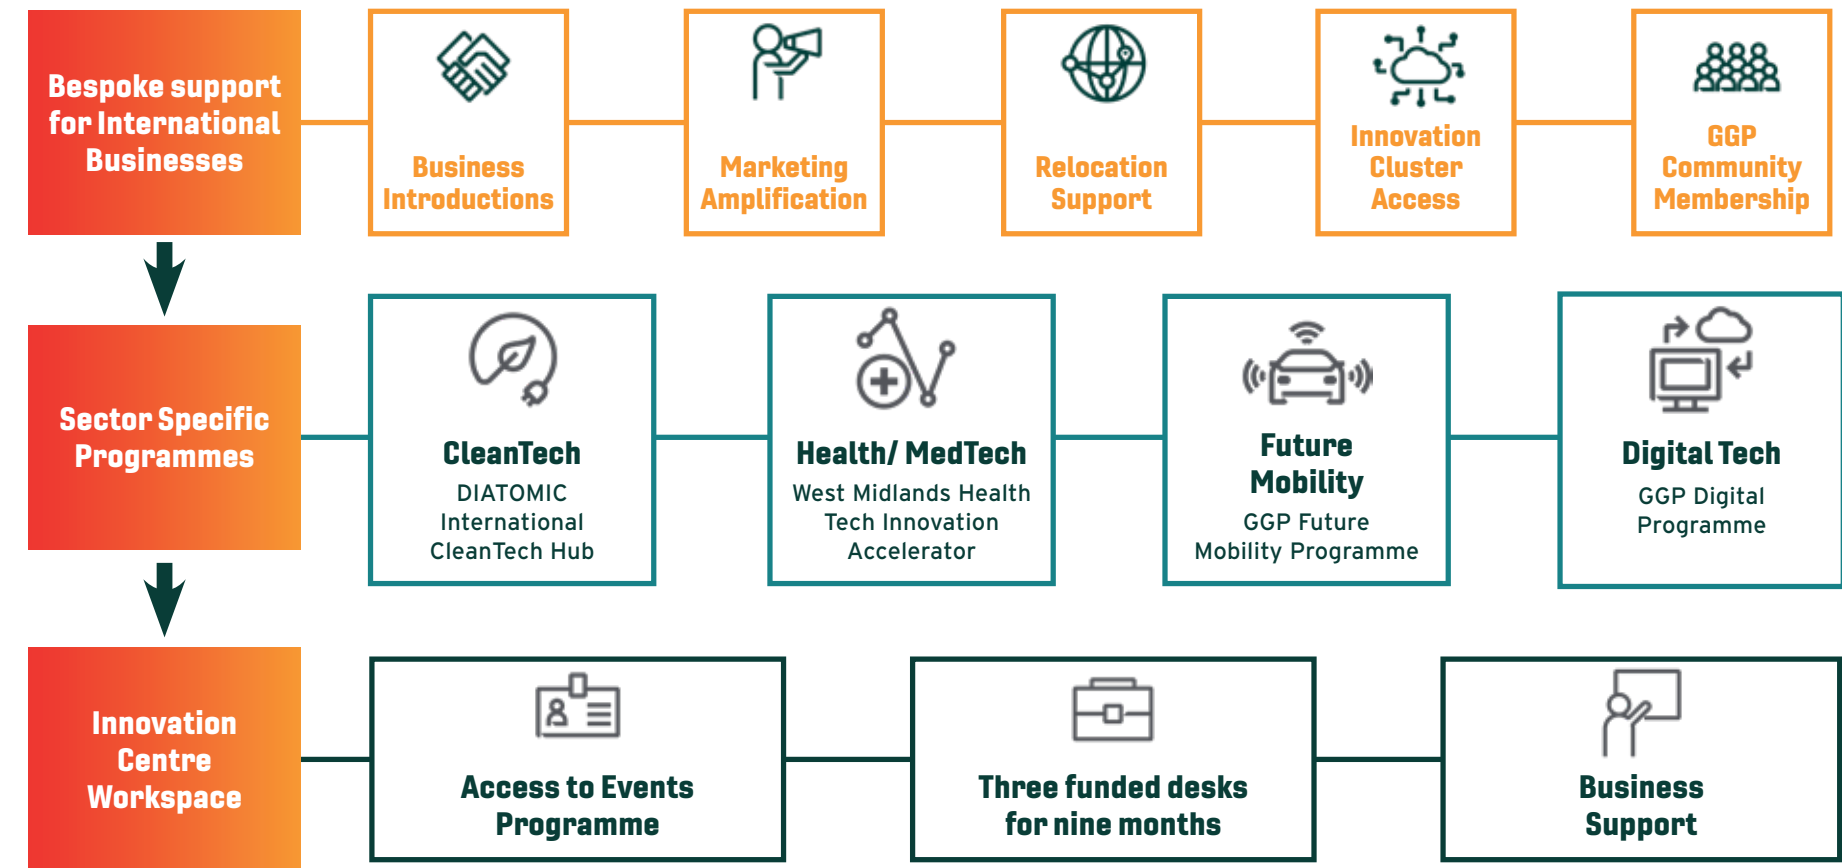 Bespoke support
for International
Businesses
Business
Introductions
Marketing
Amplification
Relocation
Support
Innovation
Cluster
Access
GGP
Community
Membership
Sector Specific
Programmes
CleanTech
DIATOMIC
International
CleanTech Hub
Health/ MedTech
West Midlands Health
Tech Innovation
Accelerator
Future
Mobility
GGP Future
Mobility Programme
Digital Tech
GGP Digital
Programme
Innovation
Centre
Workspace
Access to Events
Programme
Three funded desks
for nine months
Business
Support